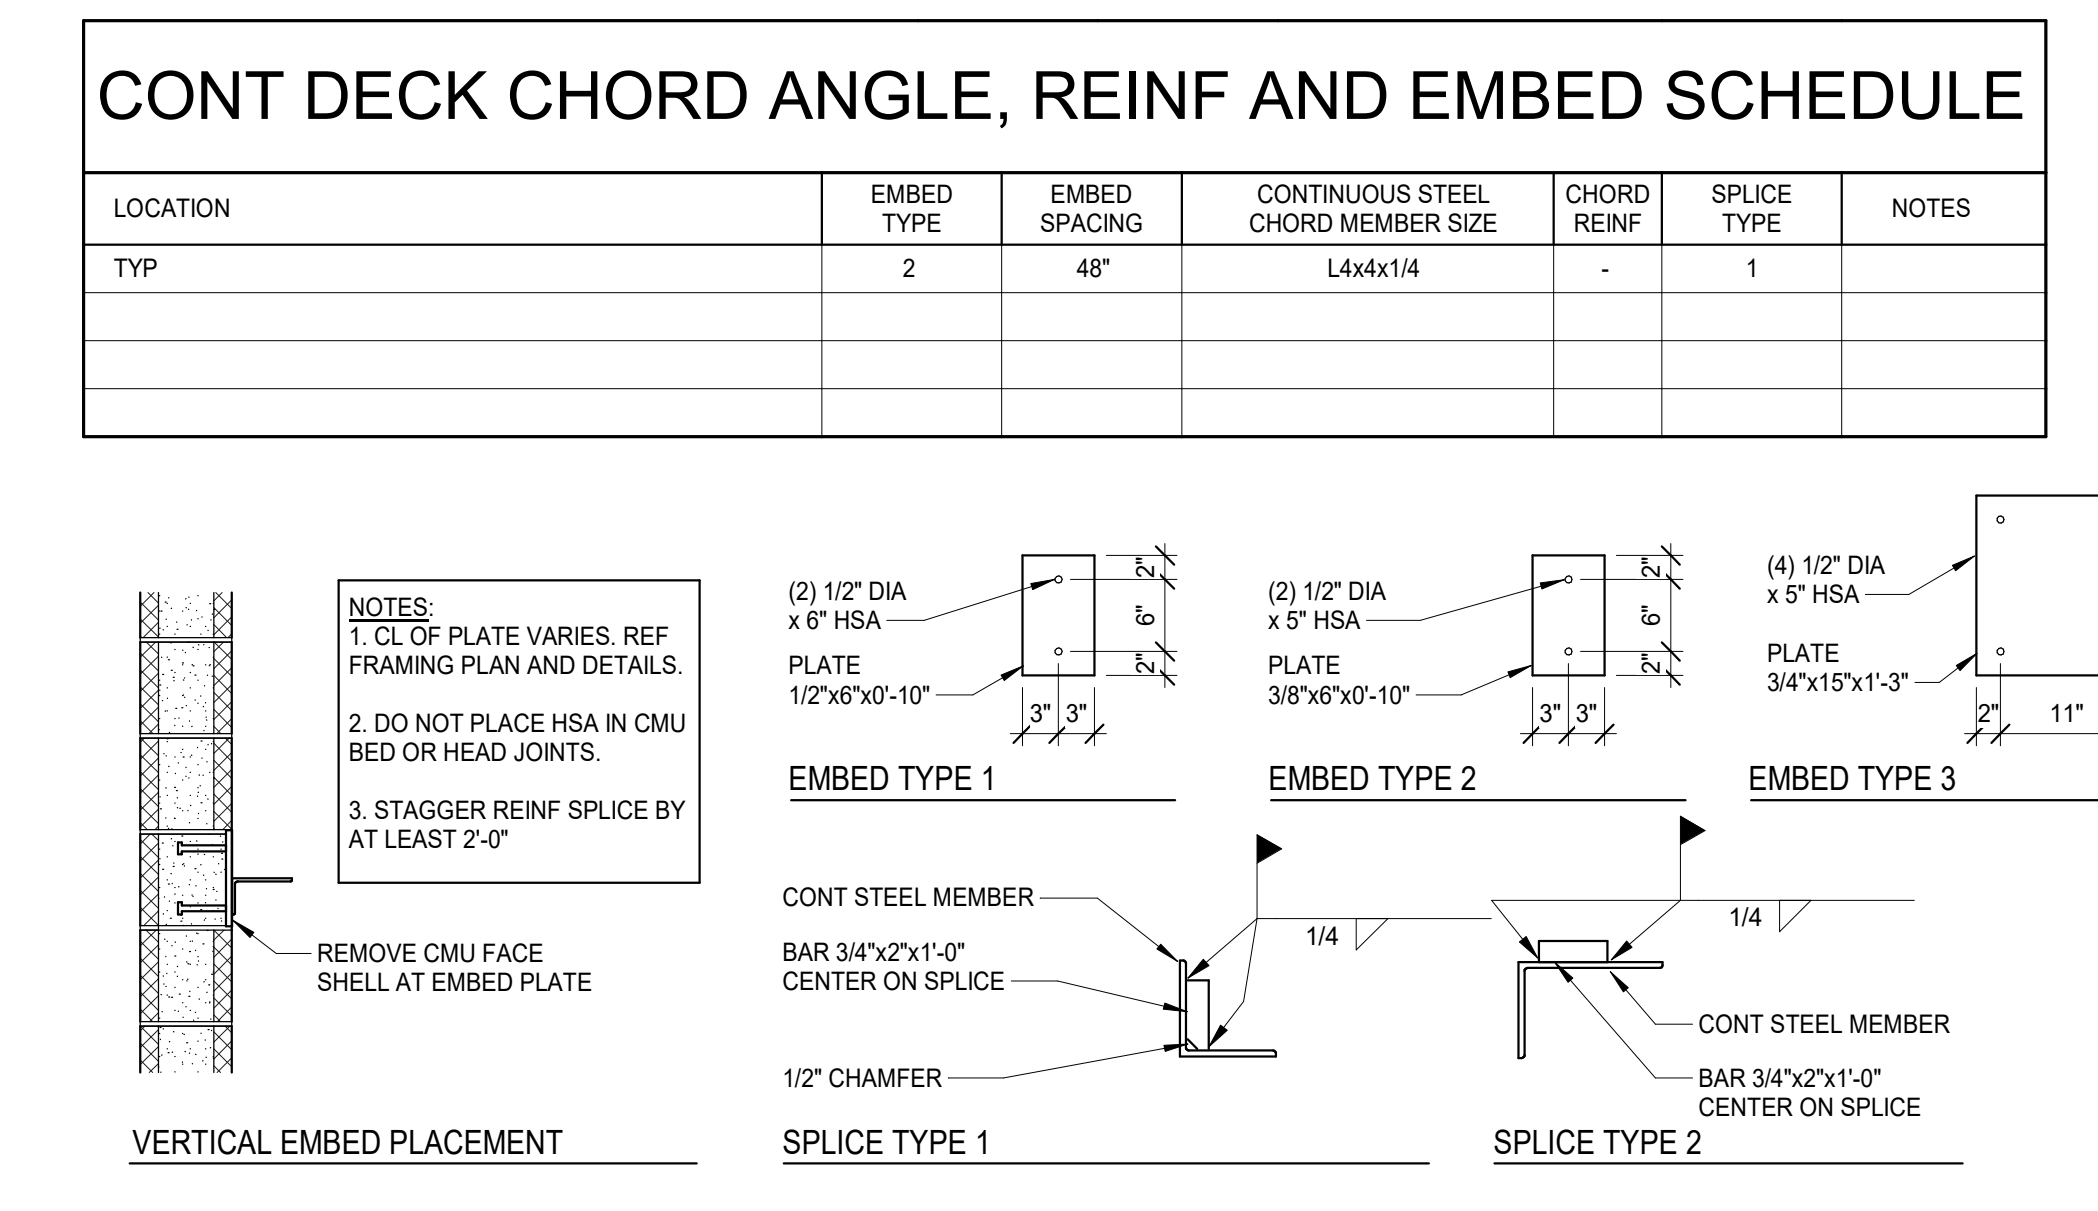 CONT DECK CHORD ANGLE, REINF AND EMBED SCHEDULE
LOCATION
EMBED
TYPE
EMBED
SPACING
CONTINUOUS STEEL
CHORD MEMBER SIZE
CHORD
REINF
SPLICE
TYPE
NOTES
TYP 2 48" L4x4x1/4 - 1
NOTES:
1. CL OF PLATE VARIES. REF
FRAMING PLAN AND DETAILS.
2. DO NOT PLACE HSA IN CMU
BED OR HEAD JOINTS.
3. STAGGER REINF SPLICE BY
AT LEAST 2'-0"
REMOVE CMU FACE
SHELL AT EMBED PLATE
VERTICAL EMBED PLACEMENT
(2) 1/2" DIA
x 6" HSA
PLATE
1/2"x6"x0'-10"
2"
6"
2"
3" 3"
EMBED TYPE 1
(2) 1/2" DIA
x 5" HSA
PLATE
3/8"x6"x0'-10"
2"
6"
2"
3" 3"
EMBED TYPE 2
(4) 1/2" DIA
x 5" HSA
PLATE
3/4"x15"x1'-3"
2" 11"
EMBED TYPE 3
CONT STEEL MEMBER
BAR 3/4"x2"x1'-0"
CENTER ON SPLICE
1/2" CHAMFER
1/4
SPLICE TYPE 1
1/4
CONT STEEL MEMBER
BAR 3/4"x2"x1'-0"
CENTER ON SPLICE
SPLICE TYPE 2